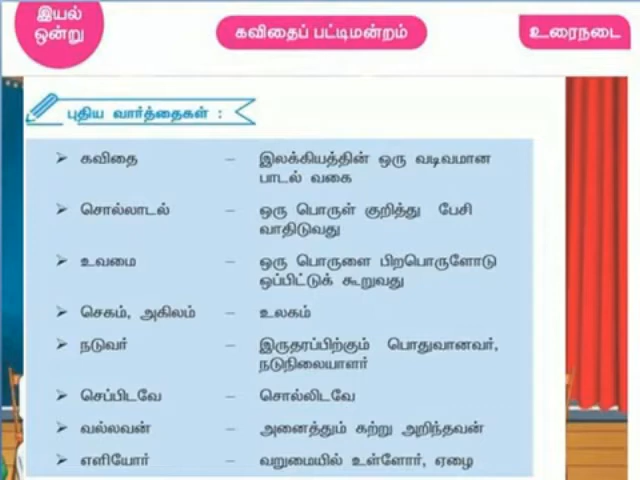 இயல்
ஒன்று
கவிதைப் பட்டிமன்றம்
உரைநடை
புதிய வார்த்தைகள் :
➤ கவிதை – இலக்கியத்தின் ஒரு வடிவமான
பாடல் வகை
➤ சொல்லாடல் – ஒரு பொருள் குறித்து பேசி
வாதிடுவது
➤ உவமை – ஒரு பொருளை பிறபொருளோடு
ஒப்பிட்டுக் கூறுவது
➤ செகம், அகிலம் – உலகம்
➤ நடுவர் – இருதரப்பிற்கும் பொதுவானவர்,
நடுநிலையாளர்
➤ செப்பிடவே – சொல்லிடவே
➤ வல்லவன் – அனைத்தும் கற்று அறிந்தவன்
➤ எளியோர் – வறுமையில் உள்ளோர், ஏழை